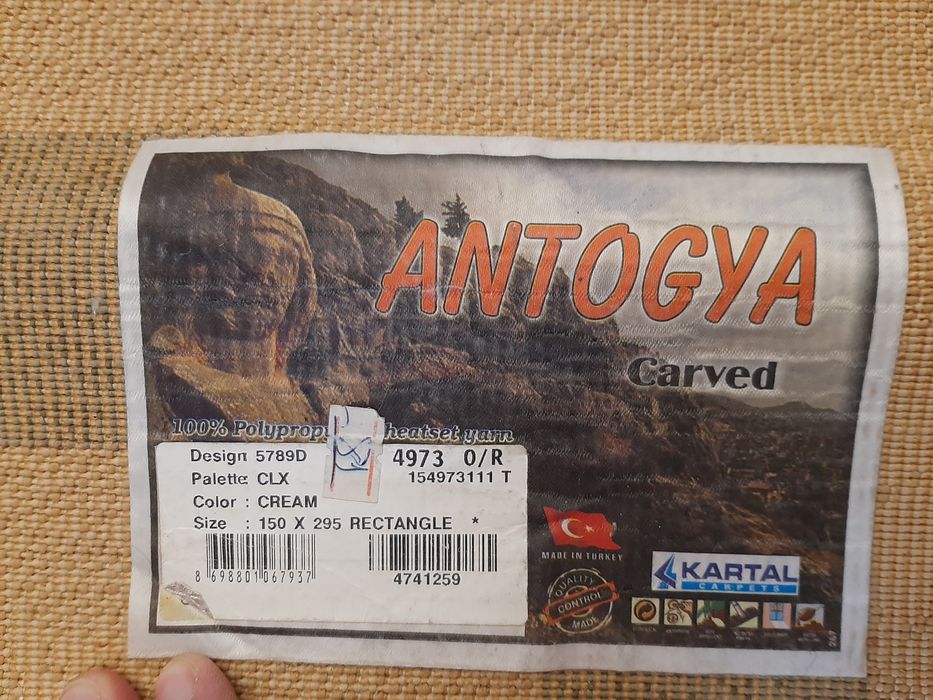 ANTOGYA
Carved
100% heatset yarn
Design 5789D 4973 O/R
Palette: CLX 154973111 T
Color : CREAM
Size : 150 X 295 RECTANGLE *
8 698801 067937
4741259
MADE IN TURKEY
QUALITY
CONTROL
MADE
KARTAL
CARPETS